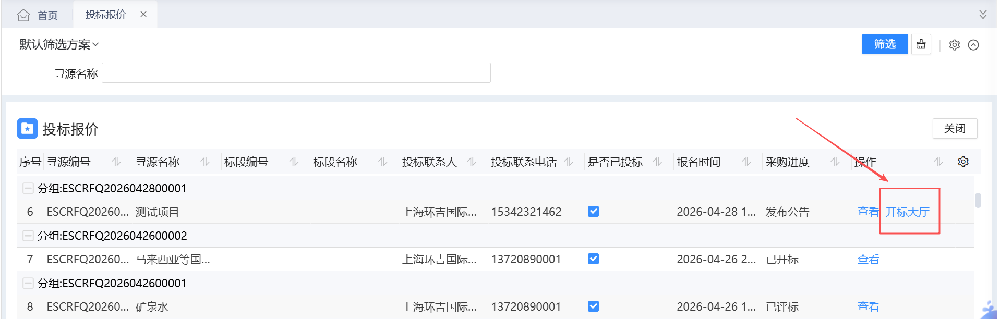 首页 投标报价 ×
默认筛选方案 筛选
寻源名称
投标报价 关闭
序号 寻源编号 寻源名称 标段编号 标段名称 投标联系人 投标联系电话 是否已投标 报名时间 采购进度 操作
分组:ESCRFQ2026042800001
6 ESCRFQ20260... 测试项目 上海环吉国际... 15342321462 2026-04-28 1... 发布公告 查看 开标大厅
分组:ESCRFQ2026042600002
7 ESCRFQ20260... 马来西亚等国... 上海环吉国际... 13720890001 2026-04-26 2... 已开标 查看
分组:ESCRFQ2026042600001
8 ESCRFQ20260... 矿泉水 上海环吉国际... 13720890001 2026-04-26 1... 已评标 查看